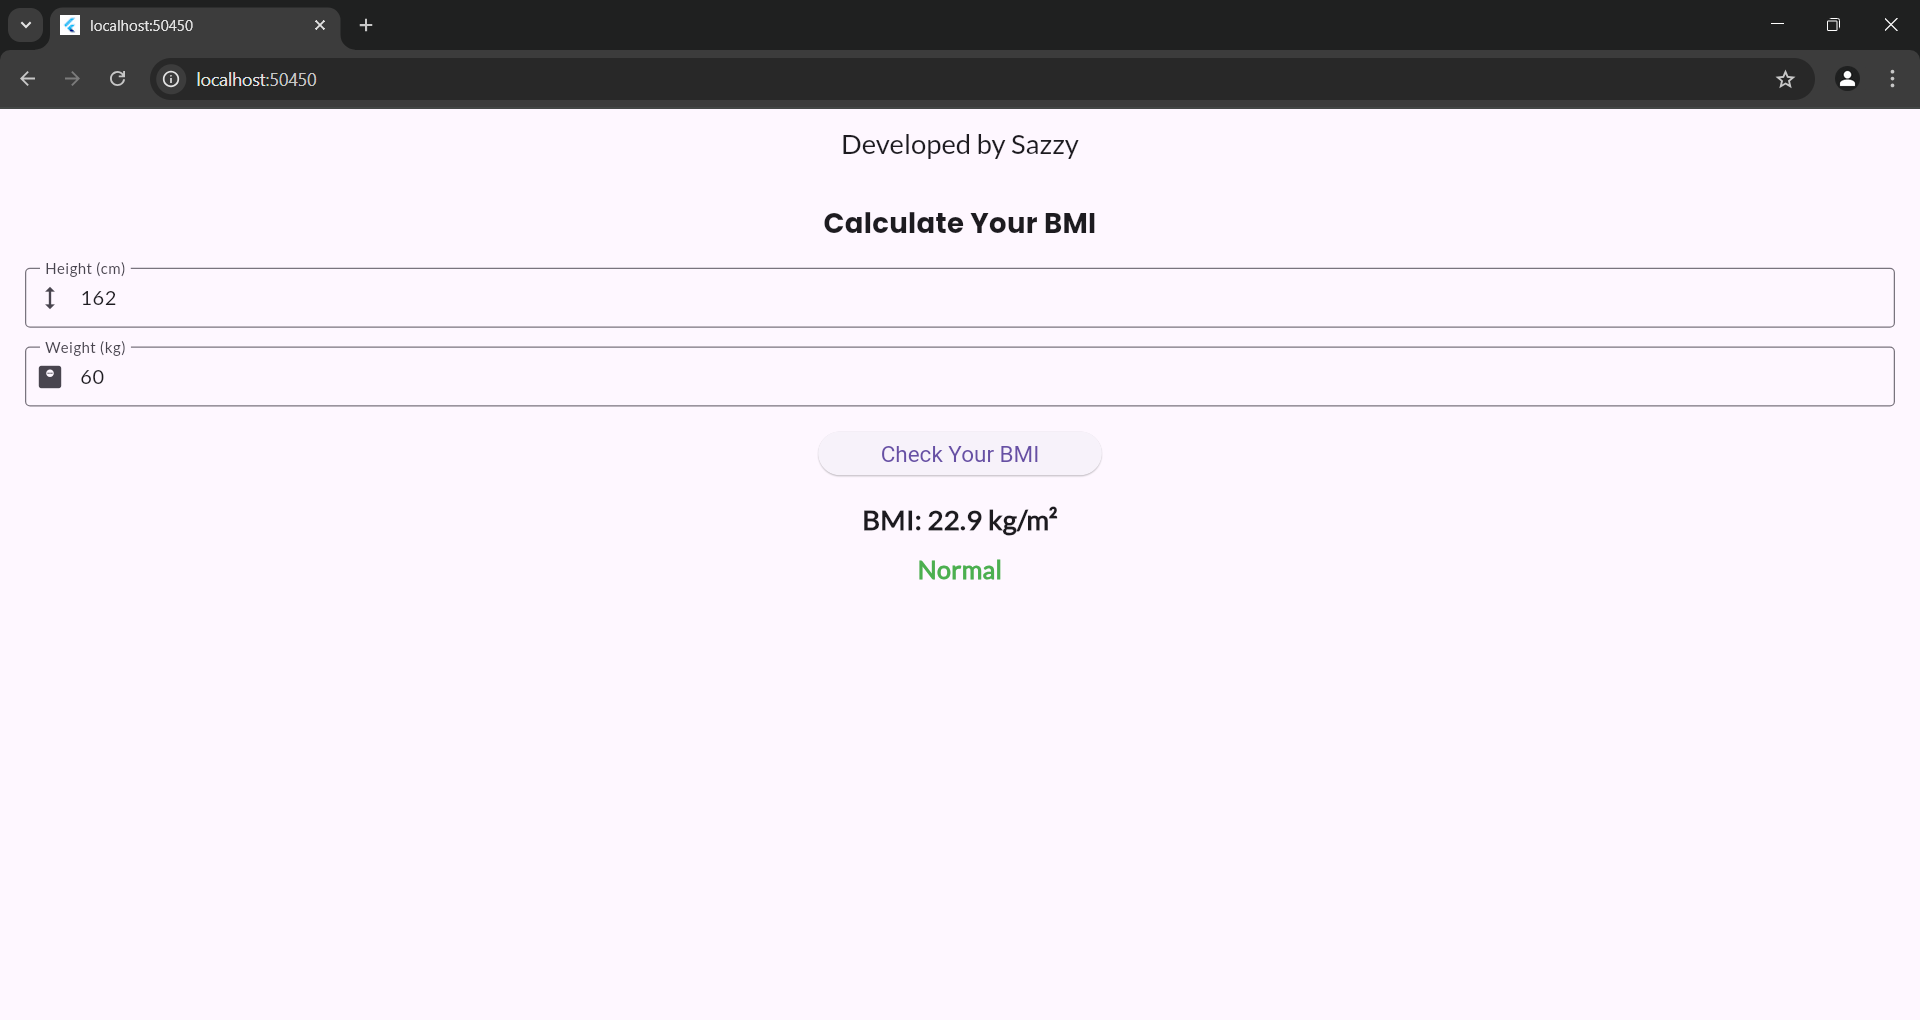 localhost:50450
localhost:50450
Developed by Sazzy
Calculate Your BMI
Height (cm)
162
Weight (kg)
60
Check Your BMI
BMI: 22.9 kg/m²
Normal